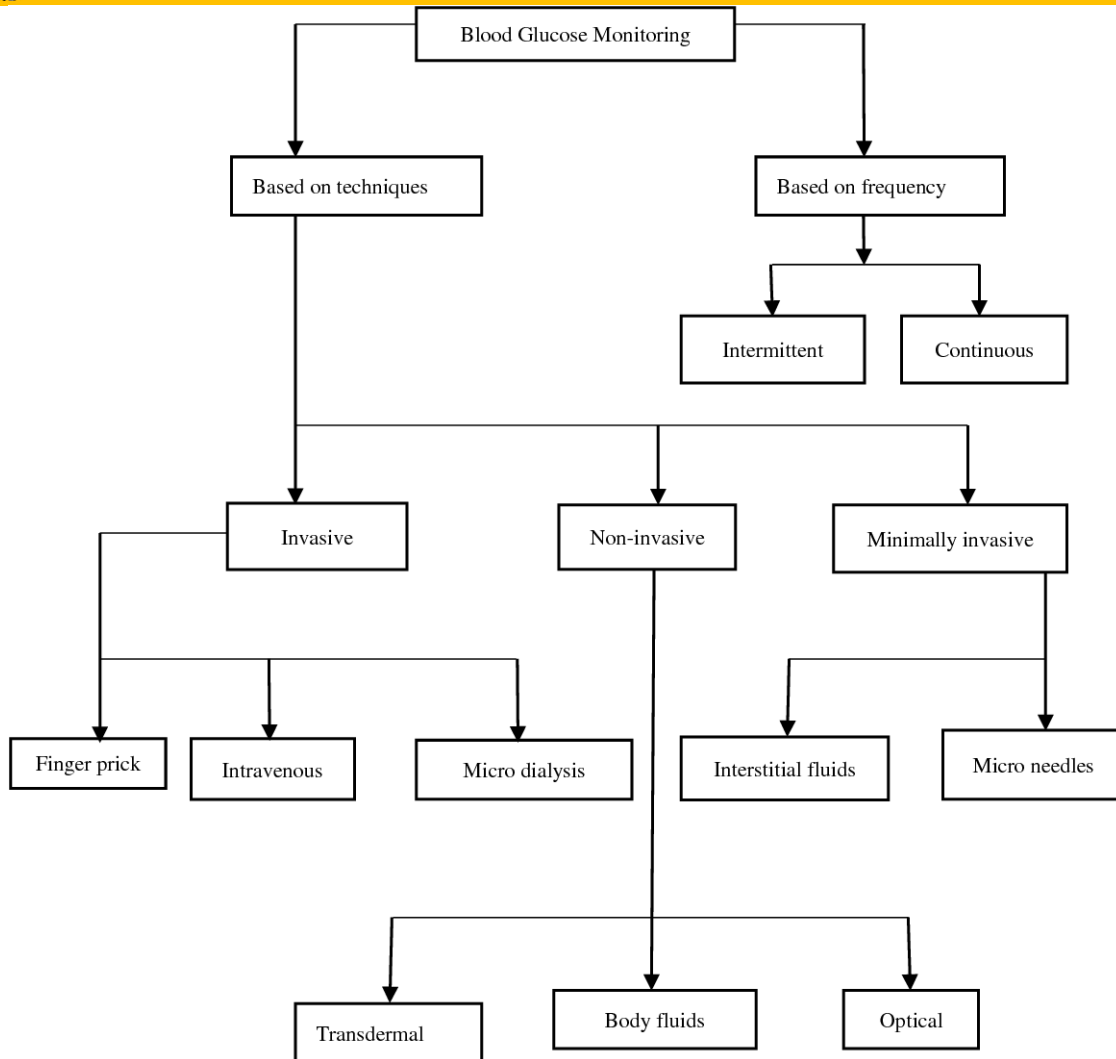 Blood Glucose Monitoring
Based on techniques
Based on frequency
Intermittent
Continuous
Invasive
Non-invasive
Minimally invasive
Finger prick
Intravenous
Micro dialysis
Interstitial fluids
Micro needles
Transdermal
Body fluids
Optical